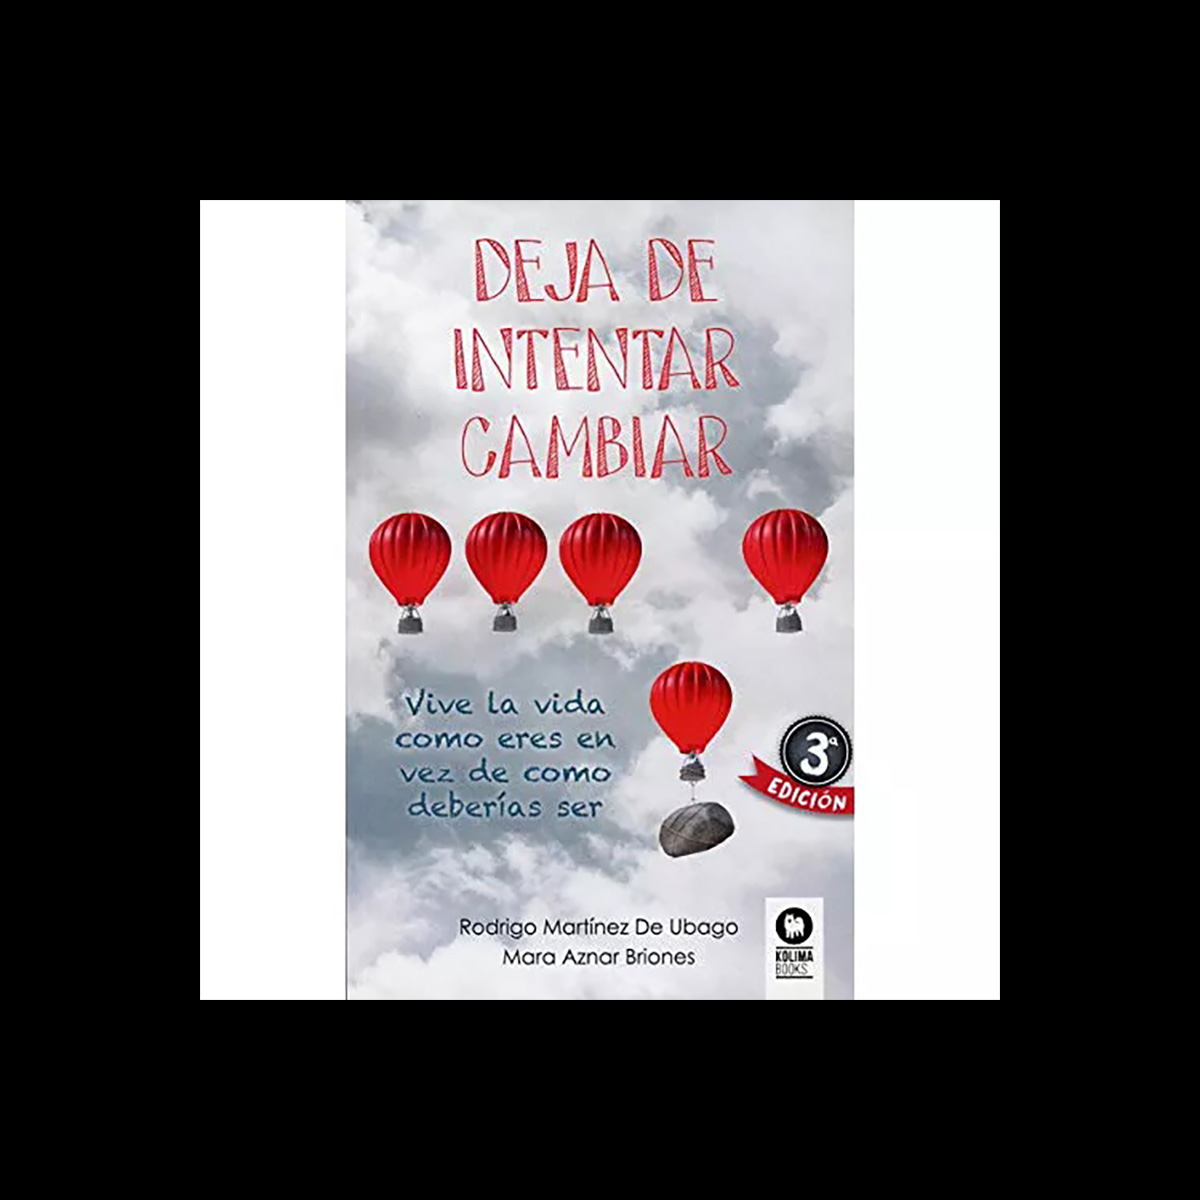 DEJA DE
INTENTAR
CAMBIAR
Vive la vida
como eres en
vez de como
deberías ser
3ª
EDICIÓN
Rodrigo Martínez De Ubago
Mara Aznar Briones
KOLIMA
BOOKS